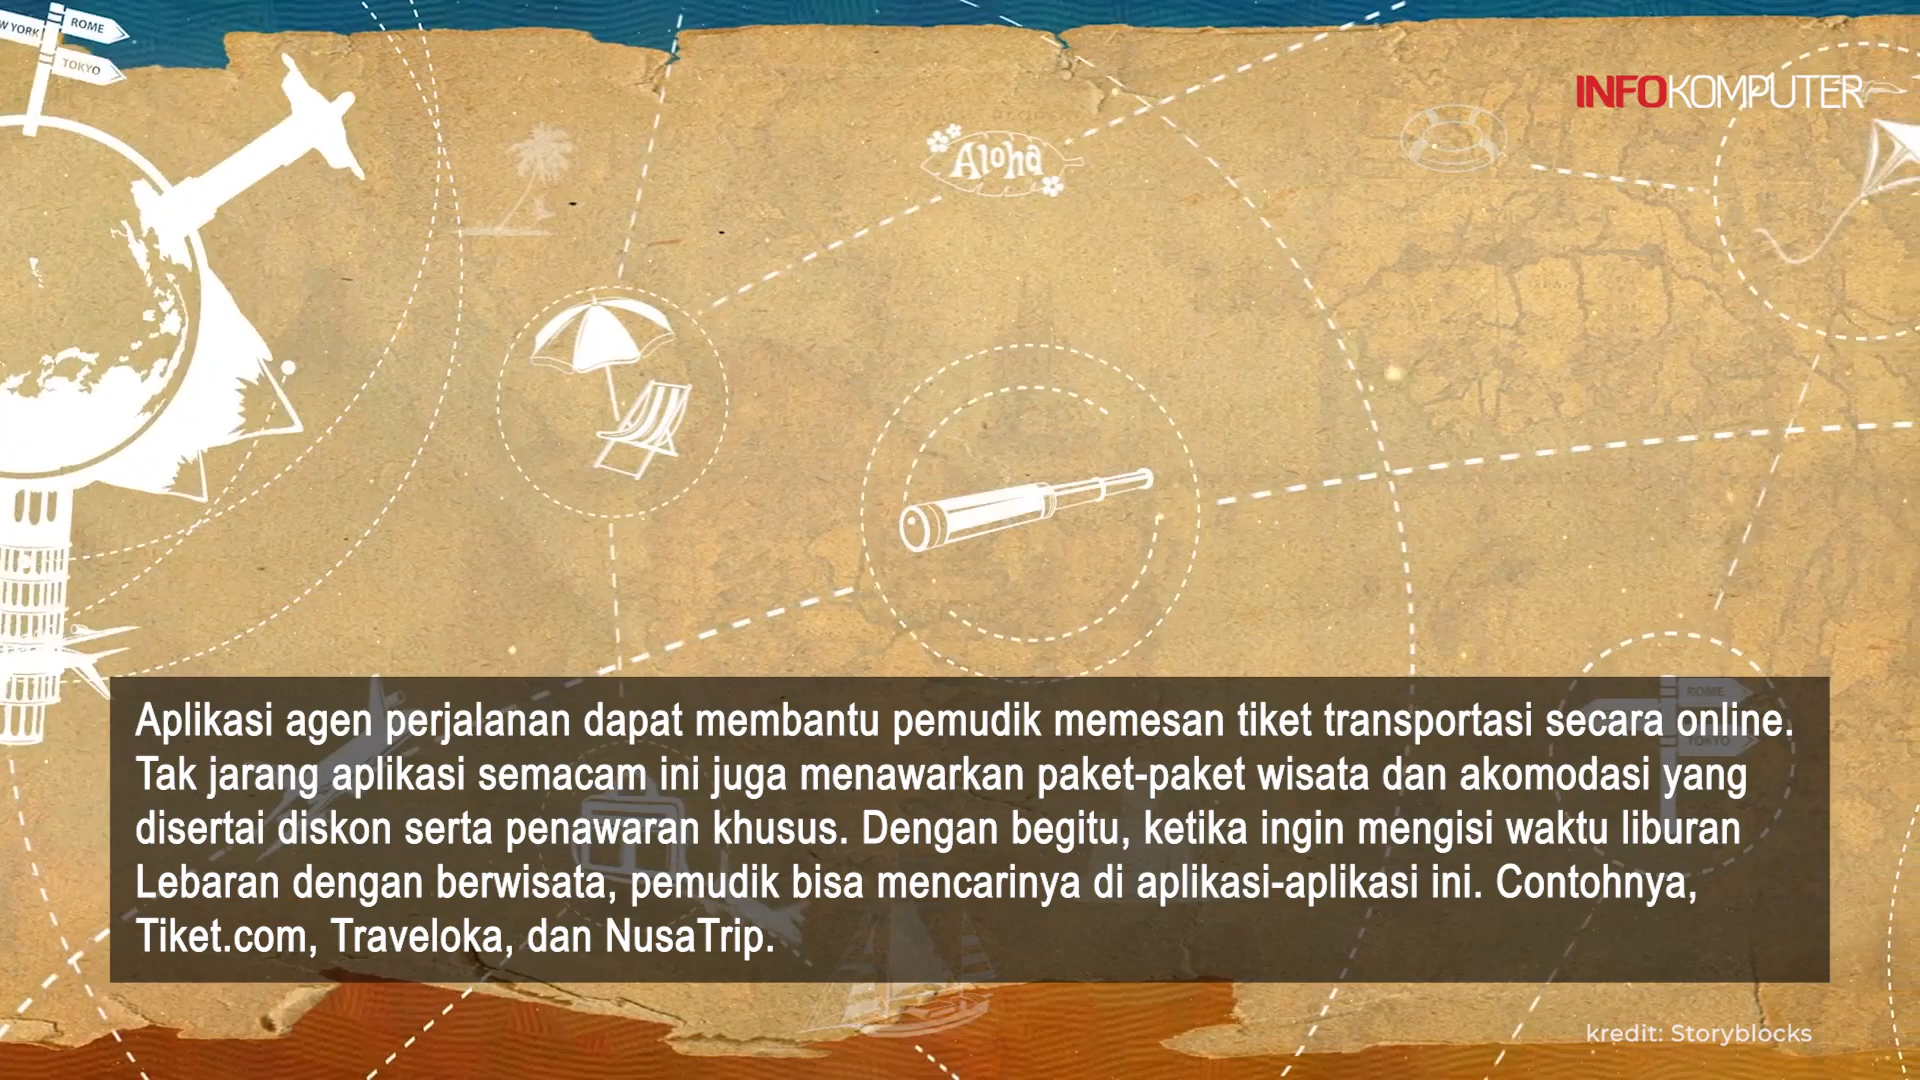 W YORK
ROME
TOKYO
INFOKOMPUTER
Aloha
ROME
TOKYO
Aplikasi agen perjalanan dapat membantu pemudik memesan tiket transportasi secara online.
Tak jarang aplikasi semacam ini juga menawarkan paket-paket wisata dan akomodasi yang
disertai diskon serta penawaran khusus. Dengan begitu, ketika ingin mengisi waktu liburan
Lebaran dengan berwisata, pemudik bisa mencarinya di aplikasi-aplikasi ini. Contohnya,
Tiket.com, Traveloka, dan NusaTrip.
kredit: Storyblocks